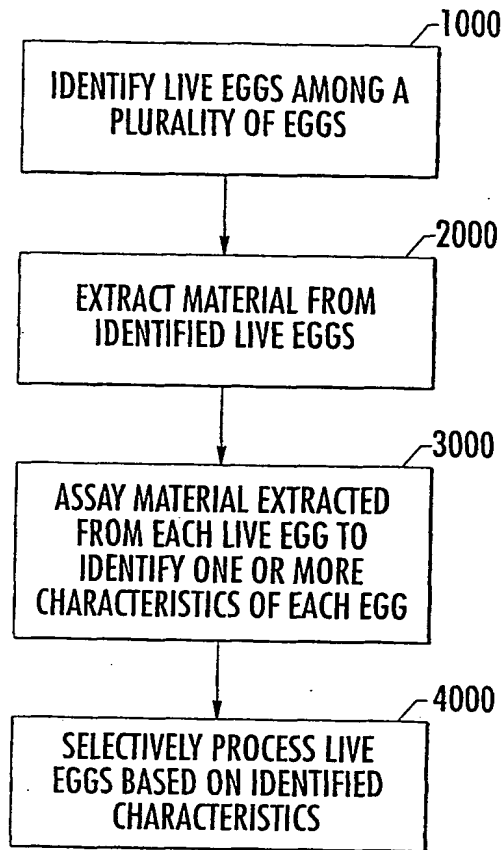 1000
IDENTIFY LIVE EGGS AMONG A
PLURALITY OF EGGS
2000
EXTRACT MATERIAL FROM
IDENTIFIED LIVE EGGS
3000
ASSAY MATERIAL EXTRACTED
FROM EACH LIVE EGG TO
IDENTIFY ONE OR MORE
CHARACTERISTICS OF EACH EGG
4000
SELECTIVELY PROCESS LIVE
EGGS BASED ON IDENTIFIED
CHARACTERISTICS